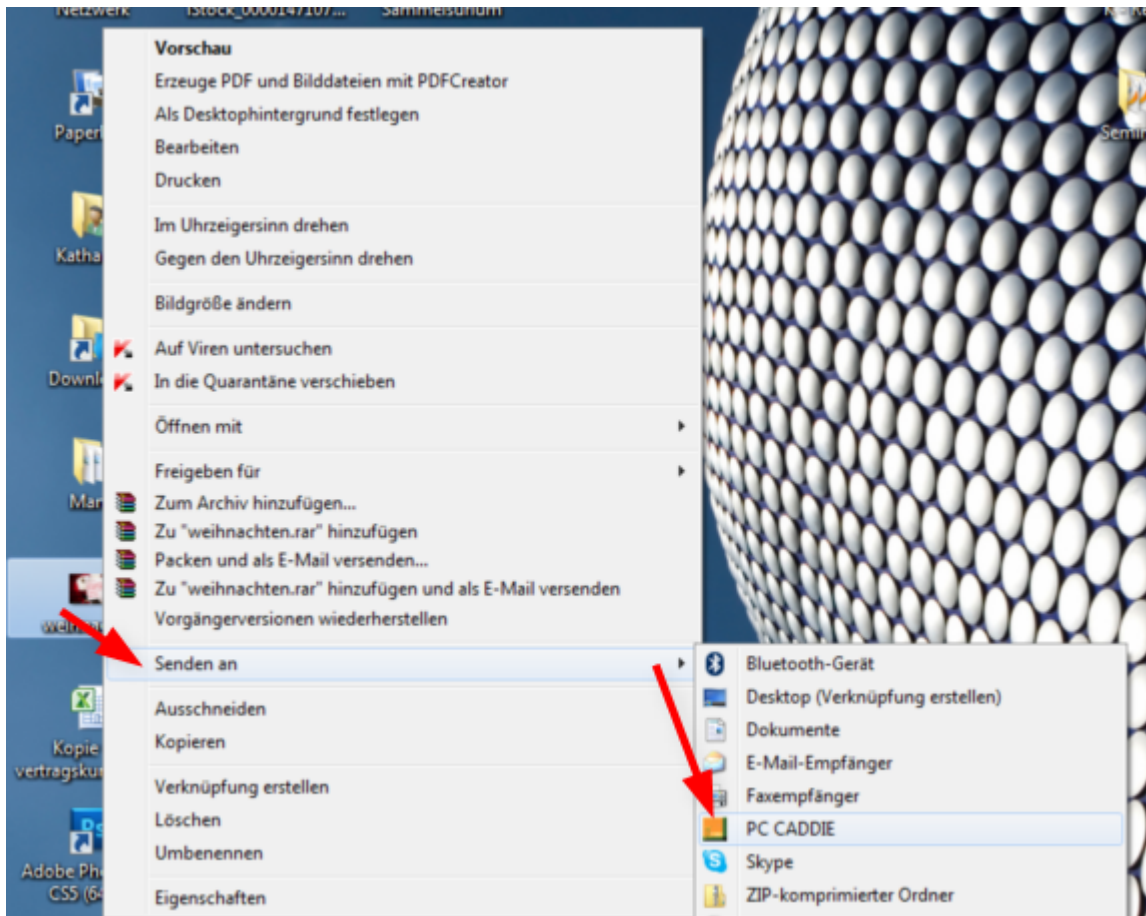 Netzwerk
iStock_0000147107...
Sammelsurium
Vorschau
Erzeuge PDF und Bilddateien mit PDFCreator
Als Desktophintergrund festlegen
Bearbeiten
Drucken
Im Uhrzeigersinn drehen
Gegen den Uhrzeigersinn drehen
Bildgröße ändern
Auf Viren untersuchen
In die Quarantäne verschieben
Öffnen mit
Freigeben für
Zum Archiv hinzufügen...
Zu "weihnachten.rar" hinzufügen
Packen und als E-Mail versenden...
Zu "weihnachten.rar" hinzufügen und als E-Mail versenden
Vorgängerversionen wiederherstellen
Senden an
Ausschneiden
Kopieren
Verknüpfung erstellen
Löschen
Umbenennen
Eigenschaften
Bluetooth-Gerät
Desktop (Verknüpfung erstellen)
Dokumente
E-Mail-Empfänger
Faxempfänger
PC CADDIE
Skype
ZIP-komprimierter Ordner
Kopie
vertragskun
Adobe Ph
CS5 (64